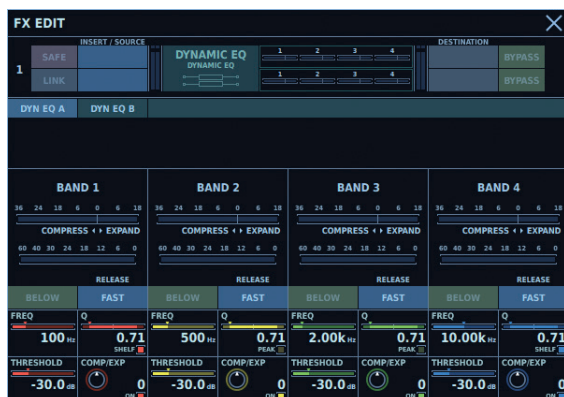 FX EDIT
INSERT / SOURCE
DESTINATION
1
SAFE
DYNAMIC EQ
DYNAMIC EQ
1 2 3 4
BYPASS
LINK
1 2 3 4
BYPASS
DYN EQ A DYN EQ B
BAND 1 BAND 2 BAND 3 BAND 4
36 24 18 6 0 6 18 36 24 18 6 0 6 18 36 24 18 6 0 6 18 36 24 18 6 0 6 18
COMPRESS EXPAND COMPRESS EXPAND COMPRESS EXPAND COMPRESS EXPAND
60 40 30 24 18 12 6 0 60 40 30 24 18 12 6 0 60 40 30 24 18 12 6 0 60 40 30 24 18 12 6 0
RELEASE RELEASE RELEASE RELEASE
BELOW FAST BELOW FAST BELOW FAST BELOW FAST
FREQ Q FREQ Q FREQ Q FREQ Q
100 Hz 0.71 500 Hz 0.71 2.00k Hz 0.71 10.00k Hz 0.71
SHELF PEAK PEAK SHELF
THRESHOLD COMP/EXP THRESHOLD COMP/EXP THRESHOLD COMP/EXP THRESHOLD COMP/EXP
-30.0 dB 0 -30.0 dB 0 -30.0 dB 0 -30.0 dB 0
ON ON ON ON